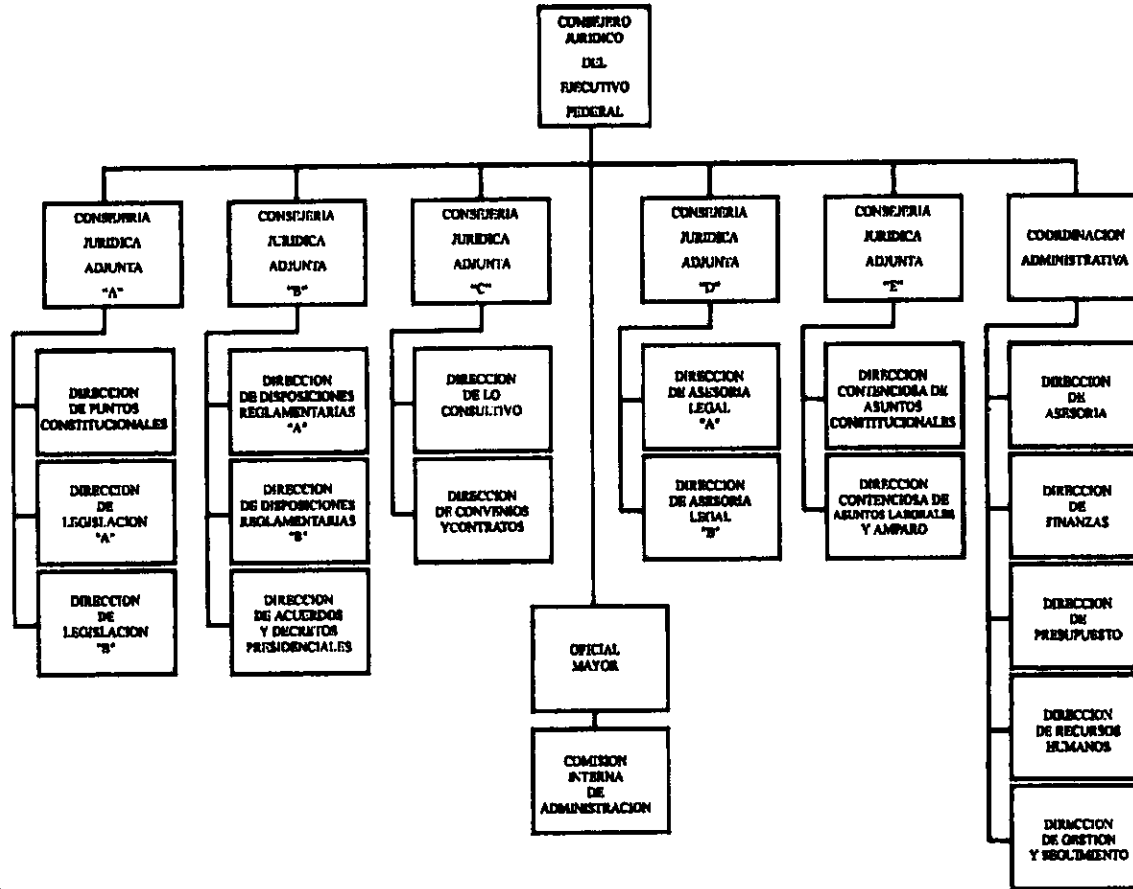 CONSEJERO
JURIDICO
DEL
EJECUTIVO
FEDERAL
CONSEJERIA
JURIDICA
ADJUNTA
"A"
CONSEJERIA
JURIDICA
ADJUNTA
"B"
CONSEJERIA
JURIDICA
ADJUNTA
"C"
CONSEJERIA
JURIDICA
ADJUNTA
"D"
CONSEJERIA
JURIDICA
ADJUNTA
"E"
COORDINACION
ADMINISTRATIVA
DIRECCION
DE PUNTOS
CONSTITUCIONALES
DIRECCION
DE
LEGISLACION
"A"
DIRECCION
DE
LEGISLACION
"B"
DIRECCION
DE DISPOSICIONES
REGLAMENTARIAS
"A"
DIRECCION
DE DISPOSICIONES
REGLAMENTARIAS
"B"
DIRECCION
DE ACUERDOS
Y DECRETOS
PRESIDENCIALES
DIRECCION
DE LO
CONSULTIVO
DIRECCION
DE CONVENIOS
YCONTRATOS
DIRECCION
DE ASESORIA
LEGAL
"A"
DIRECCION
DE ASESORIA
LEGAL
"B"
DIRECCION
CONTENCIOSA DE
ASUNTOS
CONSTITUCIONALES
DIRECCION
CONTENCIOSA DE
ASUNTOS LABORALES
Y AMPARO
DIRECCION
DE
ASESORIA
DIRECCION
DE
FINANZAS
DIRECCION
DE
PRESUPUESTO
DIRECCION
DE RECURSOS
HUMANOS
DIRECCION
DE GESTION
Y SEGUIMIENTO
OFICIAL
MAYOR
COMISION
INTERNA
DE
ADMINISTRACION